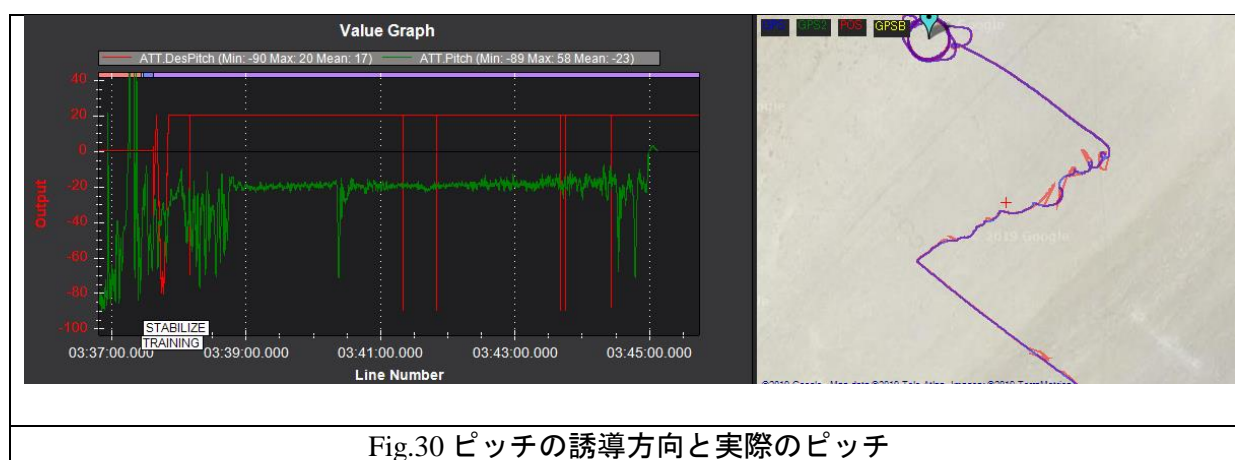 Value Graph
ATT.DesPitch (Min: -90 Max: 20 Mean: 17) ATT.Pitch (Min: -89 Max: 58 Mean: -23)
40
20
0
-20
-40
-60
-80
-100
Output
STABILIZE
TRAINING
03:37:00.000 03:39:00.000 03:41:00.000 03:43:00.000 03:45:00.000
Line Number
GPS GPS2 POS GPSB
2019 Google
Fig.30 ピッチの誘導方向と実際のピッチ